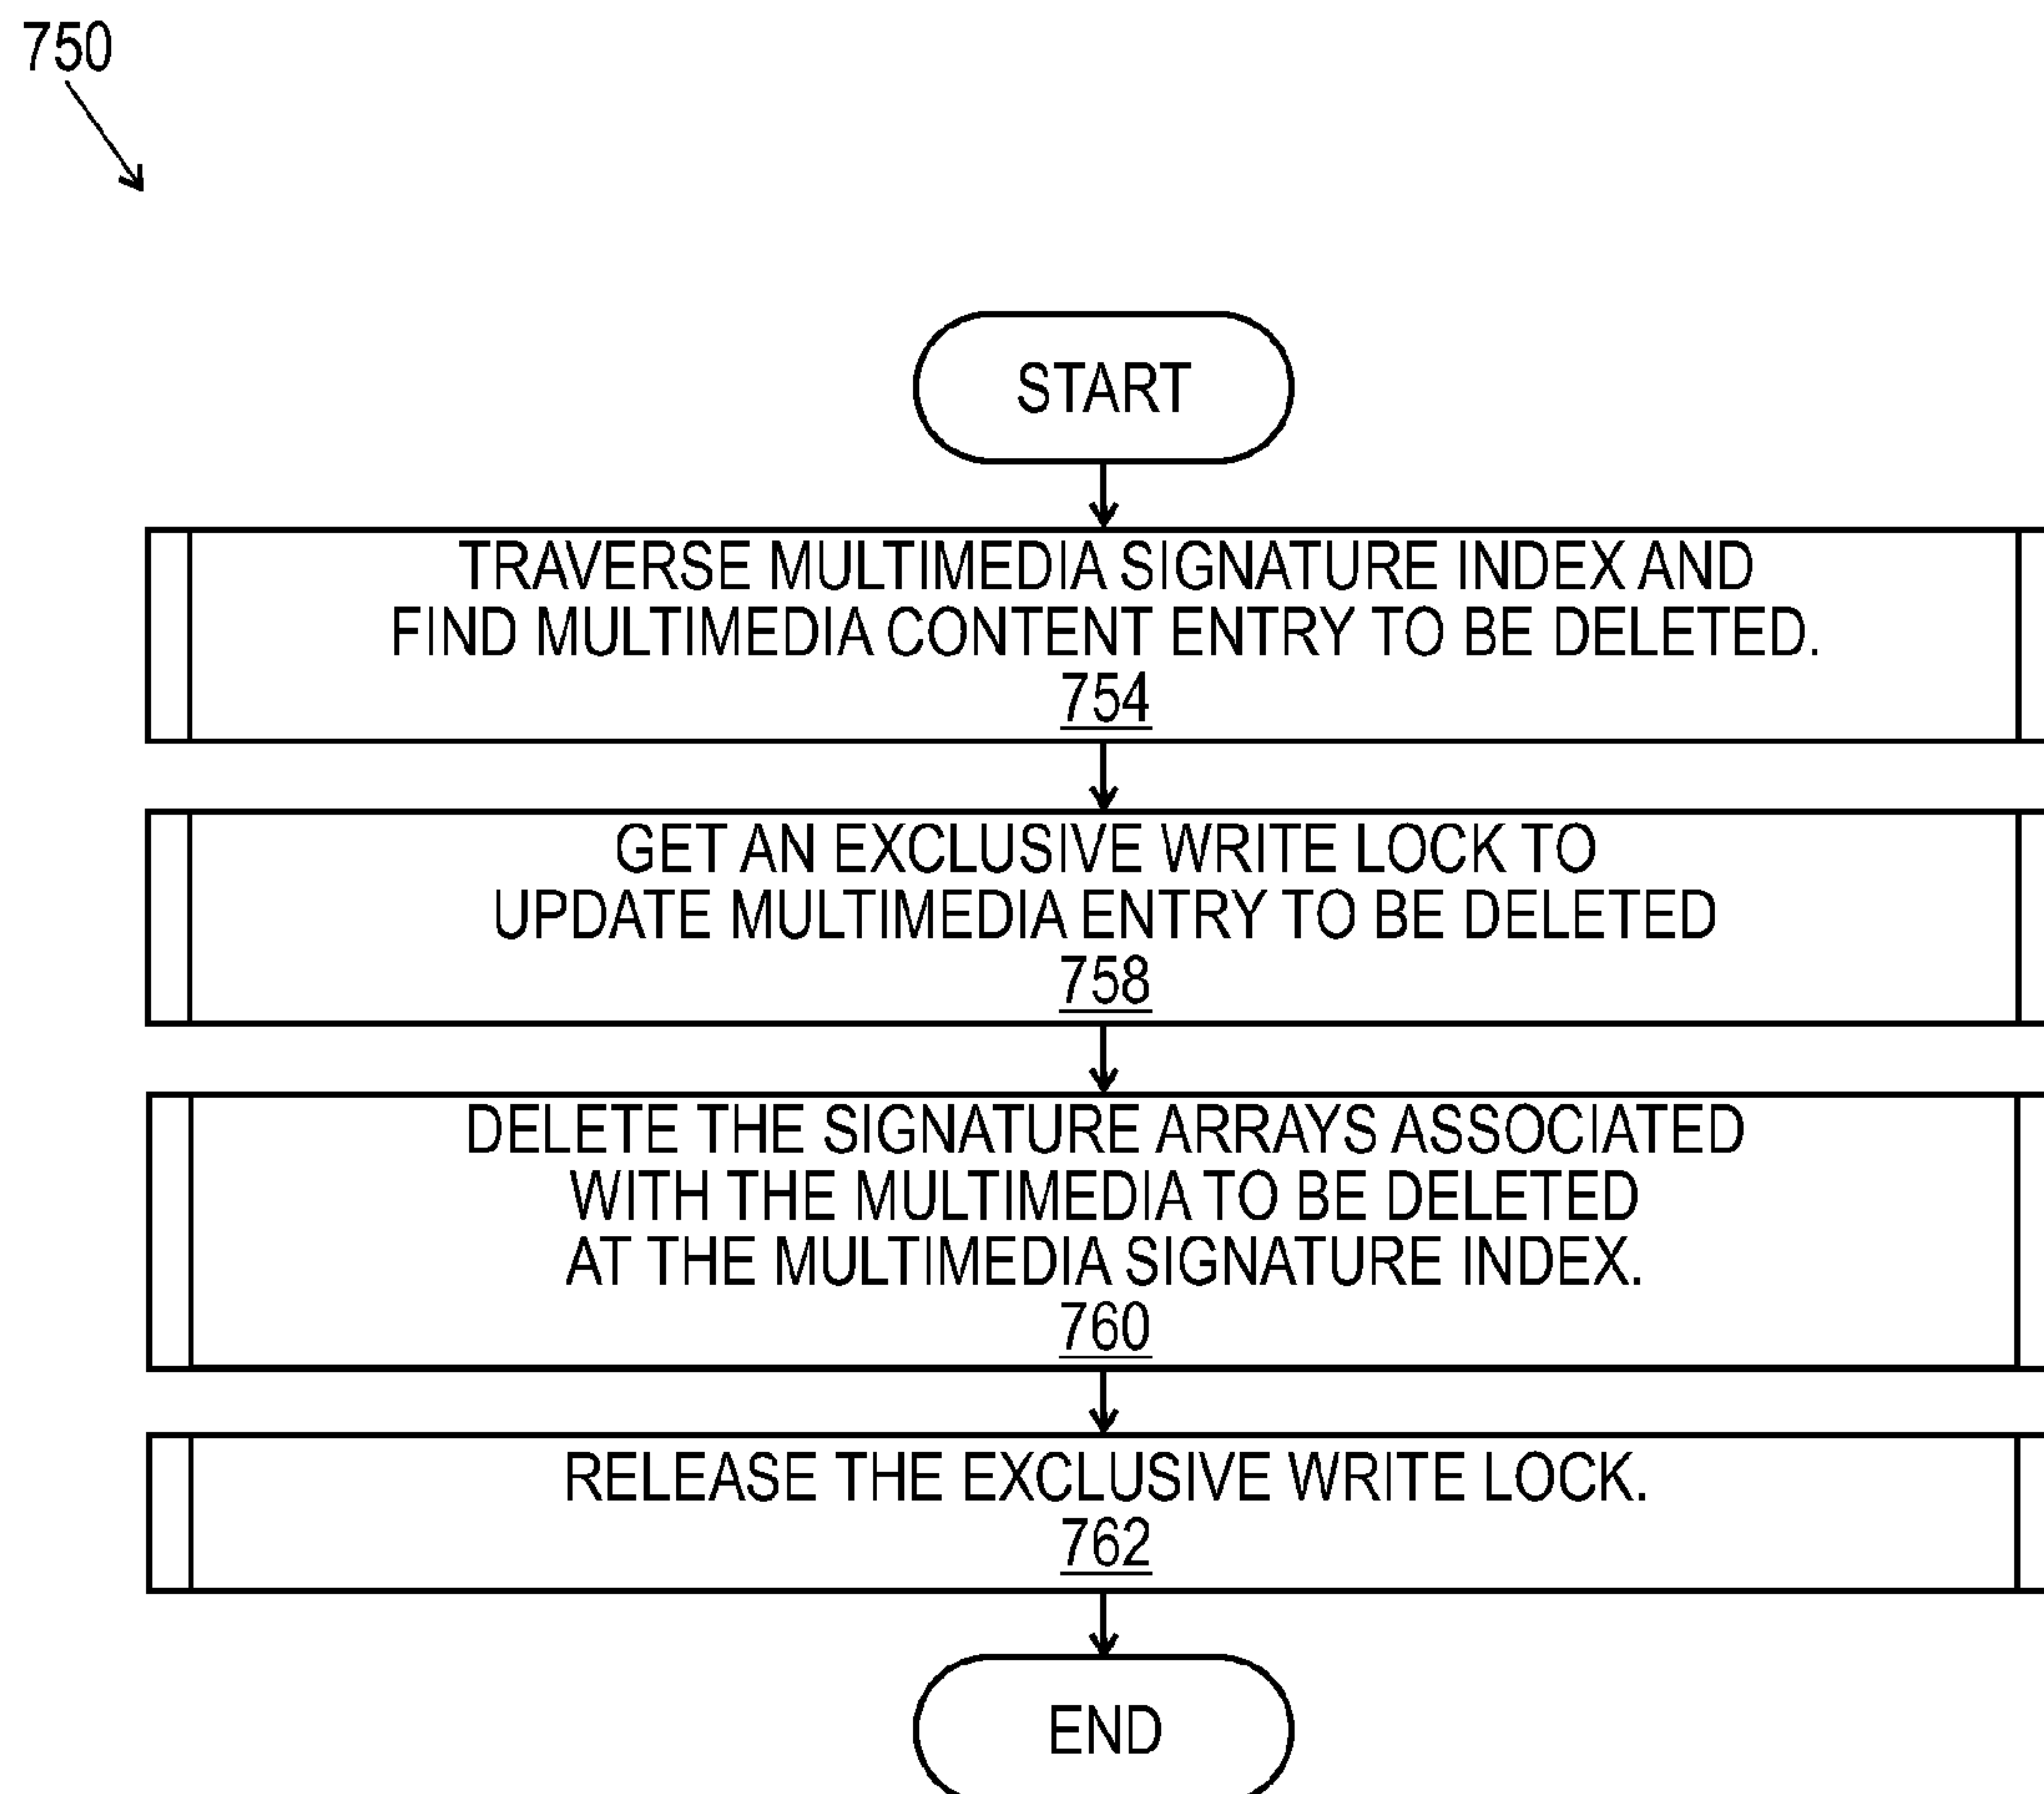 750
START
TRAVERSE MULTIMEDIA SIGNATURE INDEX AND
FIND MULTIMEDIA CONTENT ENTRY TO BE DELETED.
754
GET AN EXCLUSIVE WRITE LOCK TO
UPDATE MULTIMEDIA ENTRY TO BE DELETED
758
DELETE THE SIGNATURE ARRAYS ASSOCIATED
WITH THE MULTIMEDIA TO BE DELETED
AT THE MULTIMEDIA SIGNATURE INDEX.
760
RELEASE THE EXCLUSIVE WRITE LOCK.
762
END